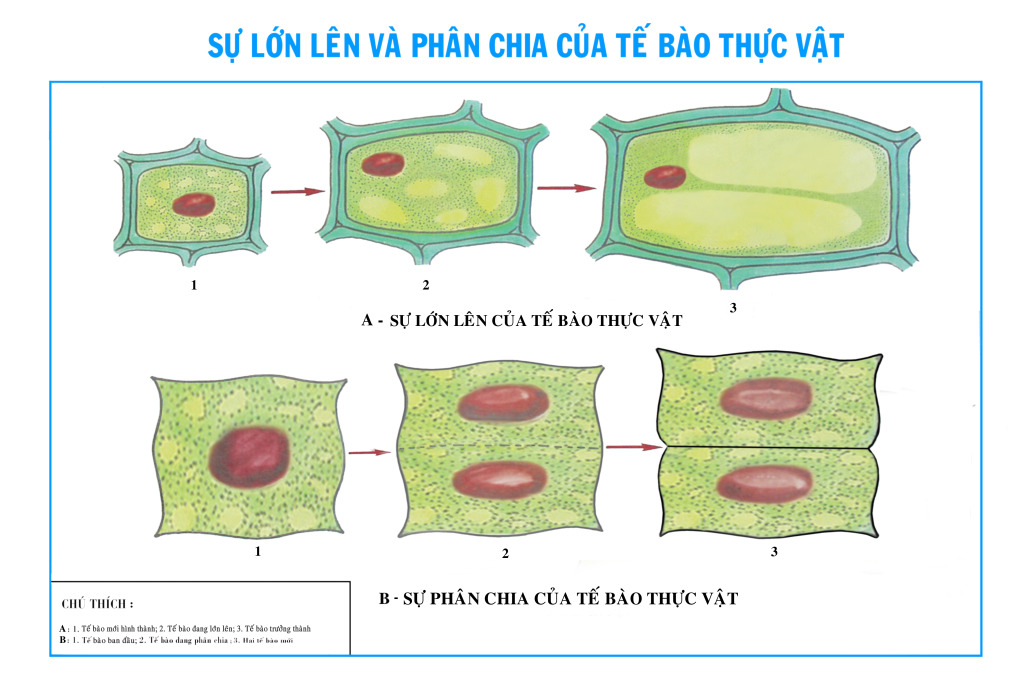 SỰ LỚN LÊN VÀ PHÂN CHIA CỦA TẾ BÀO THỰC VẬT
1
2
3
A - SỰ LỚN LÊN CỦA TẾ BÀO THỰC VẬT
1
2
3
B - SỰ PHÂN CHIA CỦA TẾ BÀO THỰC VẬT
CHÚ THÍCH :
A : 1. Tế bào mới hình thành; 2. Tế bào đang lớn lên; 3. Tế bào trưởng thành
B : 1. Tế bào ban đầu; 2. Tế bào đang phân chia ; 3. Hai tế bào mới